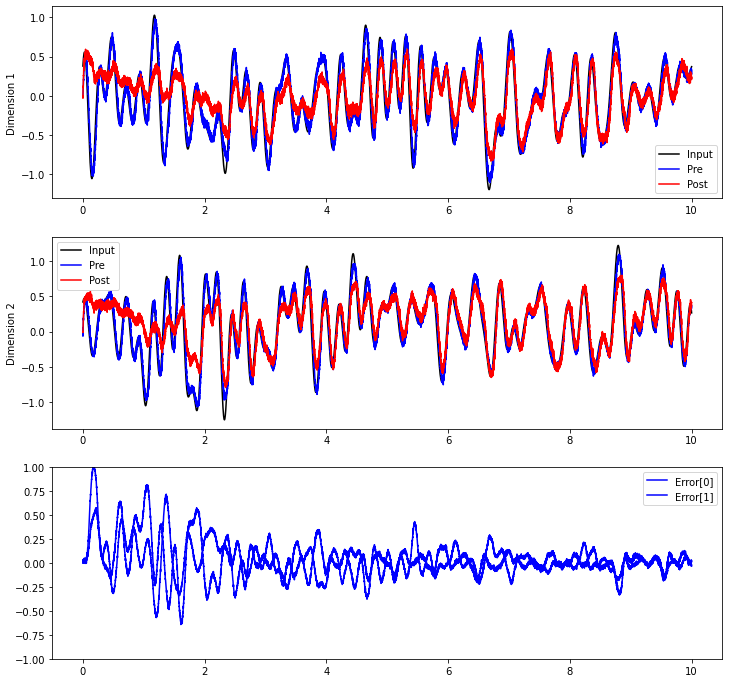 1.0
0.5
0.0
−0.5
−1.0
Dimension 1
Input
Pre
Post
0 2 4 6 8 10
1.0
0.5
0.0
−0.5
−1.0
Dimension 2
Input
Pre
Post
0 2 4 6 8 10
1.00
0.75
0.50
0.25
0.00
−0.25
−0.50
−0.75
−1.00
Error[0]
Error[1]
0 2 4 6 8 10